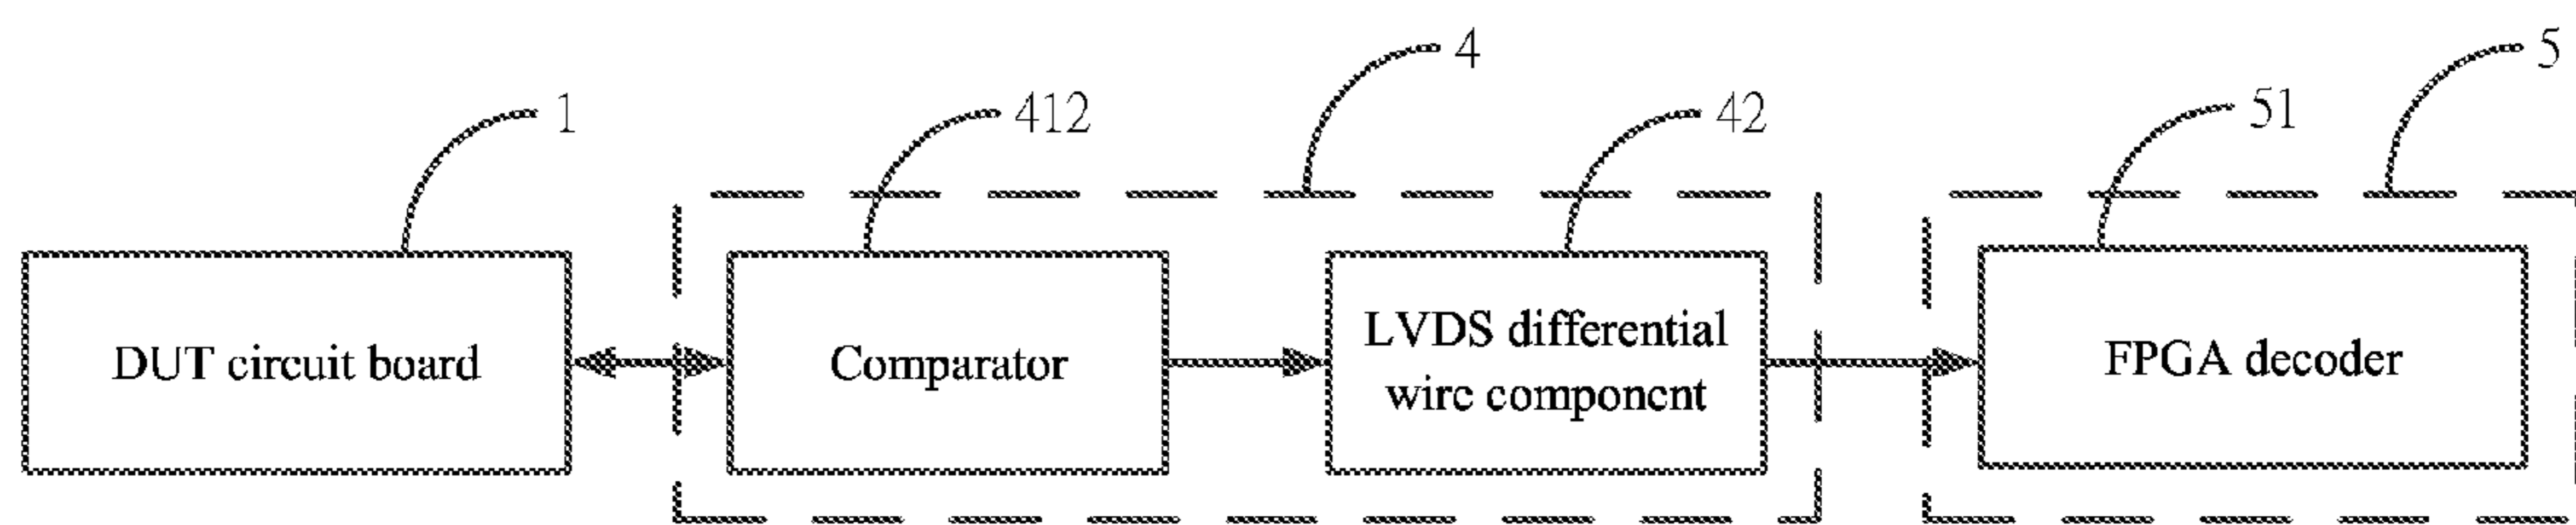 4
5
1
412
42
51
DUT circuit board
Comparator
LVDS differential
wire component
FPGA decoder